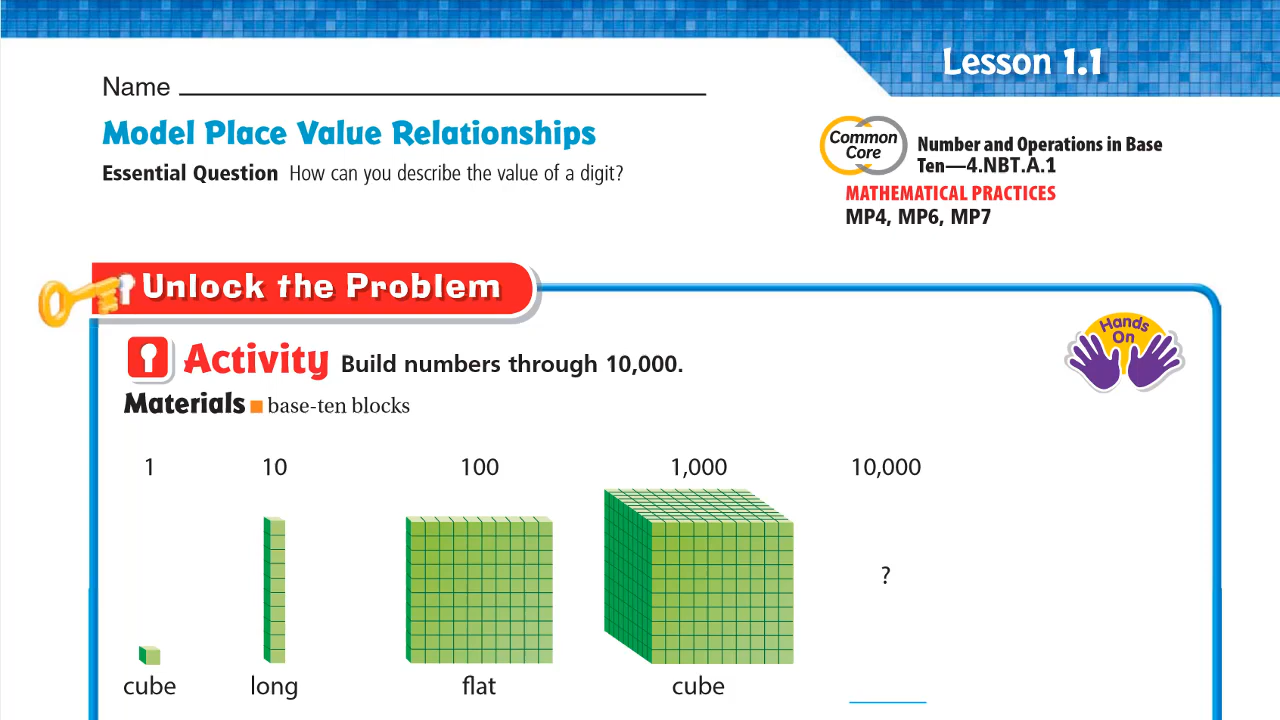 Lesson 1.1
Name
Model Place Value Relationships
Essential Question How can you describe the value of a digit?
Common
Core
Number and Operations in Base
Ten—4.NBT.A.1
MATHEMATICAL PRACTICES
MP4, MP6, MP7
Unlock the Problem
Hands
On
Activity Build numbers through 10,000.
Materials ■ base-ten blocks
1 10 100 1,000 10,000
?
cube long flat cube